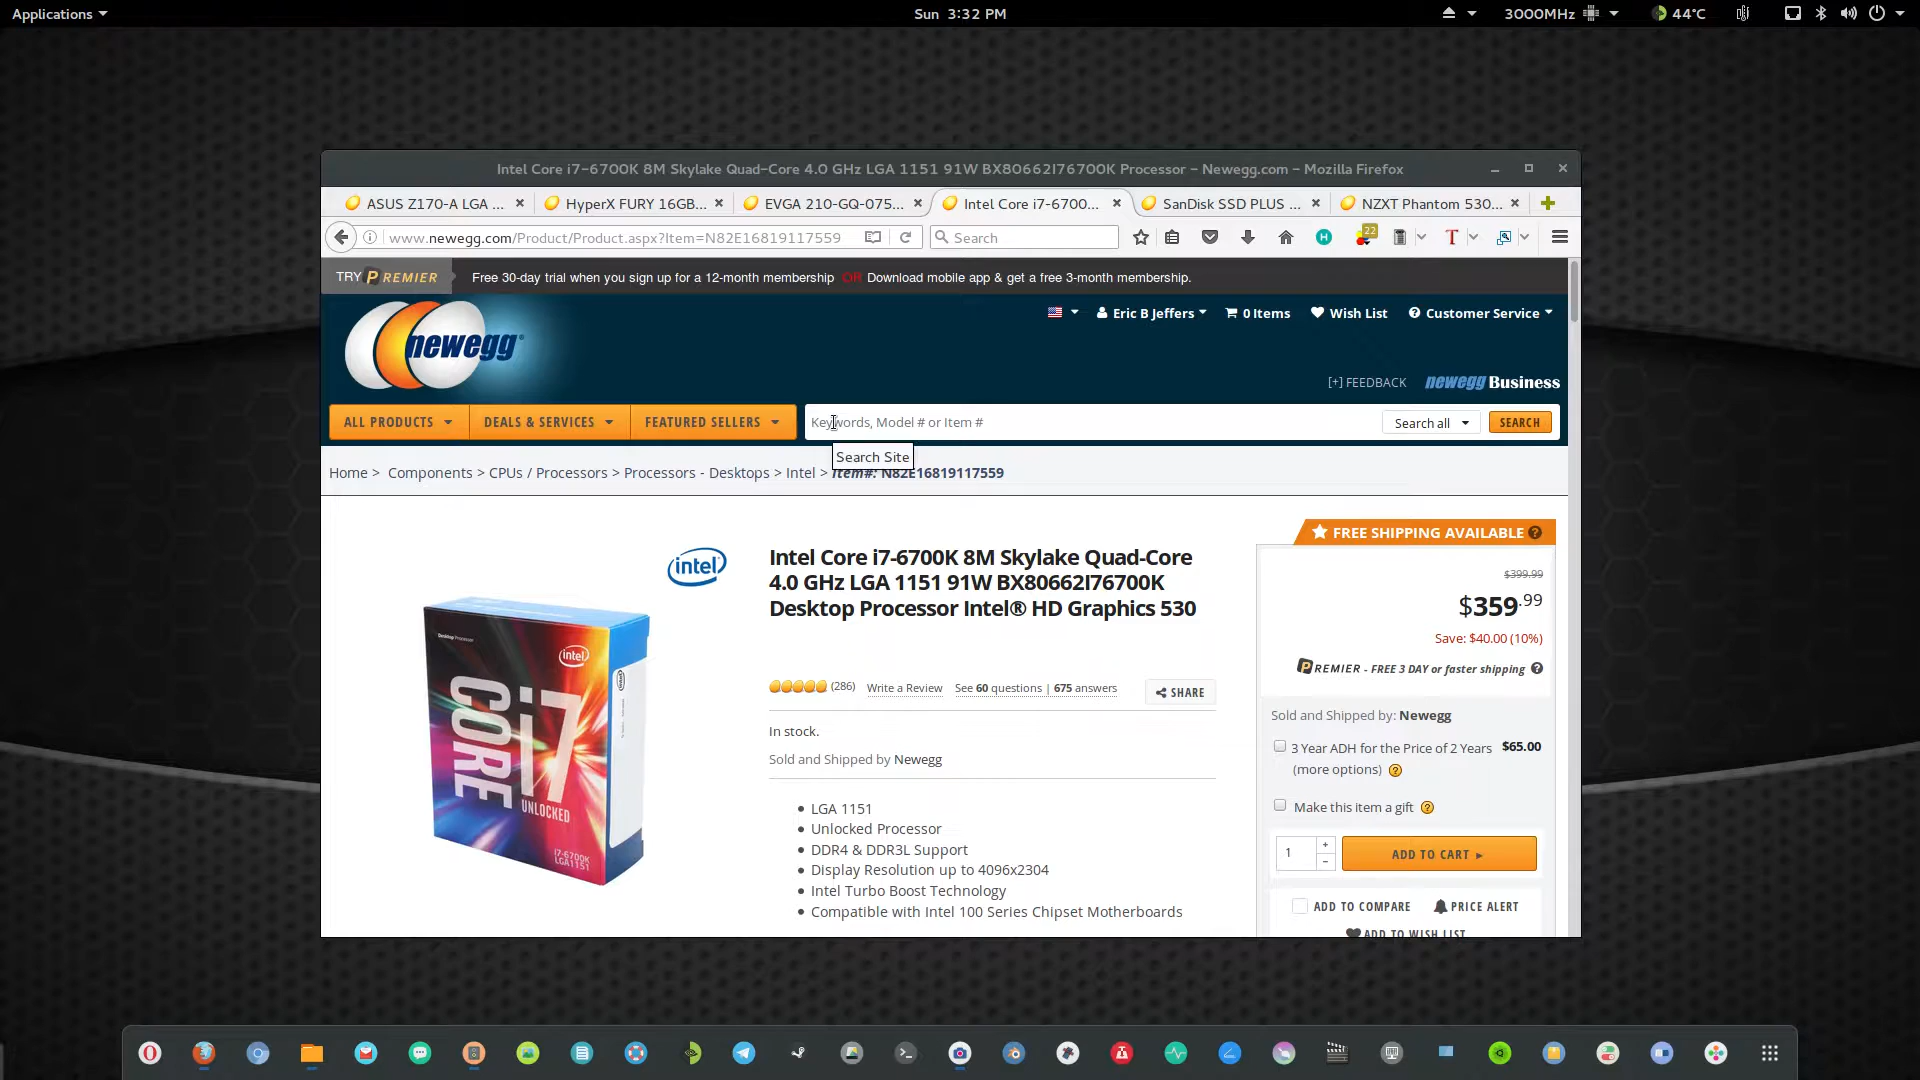 Applications
Sun 3:32 PM
3000MHz
44°C
Intel Core i7-6700K 8M Skylake Quad-Core 4.0 GHz LGA 1151 91W BX80662I76700K Processor - Newegg.com - Mozilla Firefox
ASUS Z170-A LGA ...
HyperX FURY 16GB...
EVGA 210-GQ-075...
Intel Core i7-6700...
SanDisk SSD PLUS ...
NZXT Phantom 530...
www.newegg.com/Product/Product.aspx?Item=N82E16819117559
Search
22
TRY PREMIER
Free 30-day trial when you sign up for a 12-month membership OR Download mobile app & get a free 3-month membership.
newegg
Eric B Jeffers
0 Items
Wish List
Customer Service
[+] FEEDBACK
newegg Business
ALL PRODUCTS
DEALS & SERVICES
FEATURED SELLERS
Keywords, Model # or Item #
Search all
SEARCH
Search Site
Home > Components > CPUs / Processors > Processors - Desktops > Intel > Item#: N82E16819117559
FREE SHIPPING AVAILABLE
intel
Intel Core i7-6700K 8M Skylake Quad-Core
4.0 GHz LGA 1151 91W BX80662I76700K
Desktop Processor Intel® HD Graphics 530
$399.99
$359.99
Save: $40.00 (10%)
PREMIER - FREE 3 DAY or faster shipping
Desktop Processor
intel
CORE i7
UNLOCKED
i7-6700K
LGA1151
(286)
Write a Review
See 60 questions | 675 answers
SHARE
In stock.
Sold and Shipped by Newegg
LGA 1151
Unlocked Processor
DDR4 & DDR3L Support
Display Resolution up to 4096x2304
Intel Turbo Boost Technology
Compatible with Intel 100 Series Chipset Motherboards
Sold and Shipped by: Newegg
3 Year ADH for the Price of 2 Years $65.00
(more options)
Make this item a gift
1
ADD TO CART
ADD TO COMPARE
PRICE ALERT
ADD TO WISH LIST